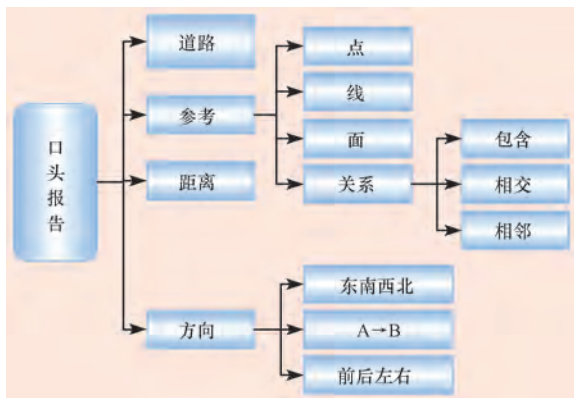 口头报告
道路
参考
距离
方向
点
线
面
关系
包含
相交
相邻
东南西北
A→B
前后左右